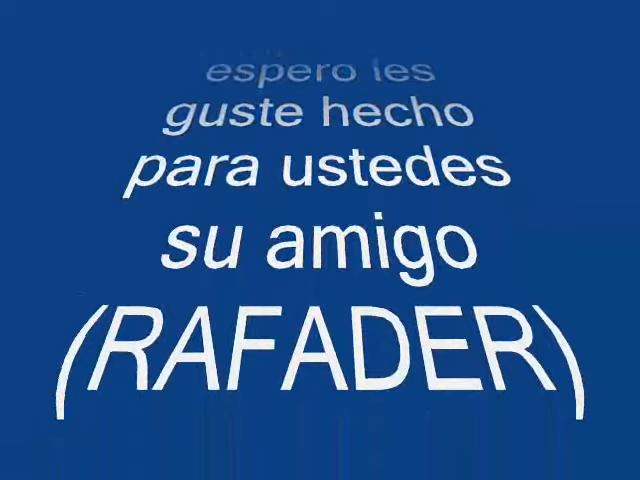 espero les
guste hecho
para ustedes
su amigo
(RAFADER)